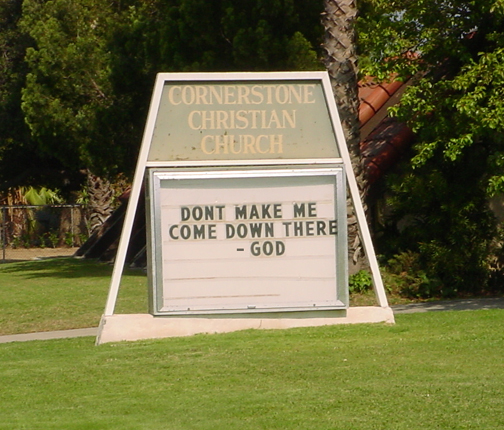 CORNERSTONE
CHRISTIAN
CHURCH
DONT MAKE ME
COME DOWN THERE
- GOD